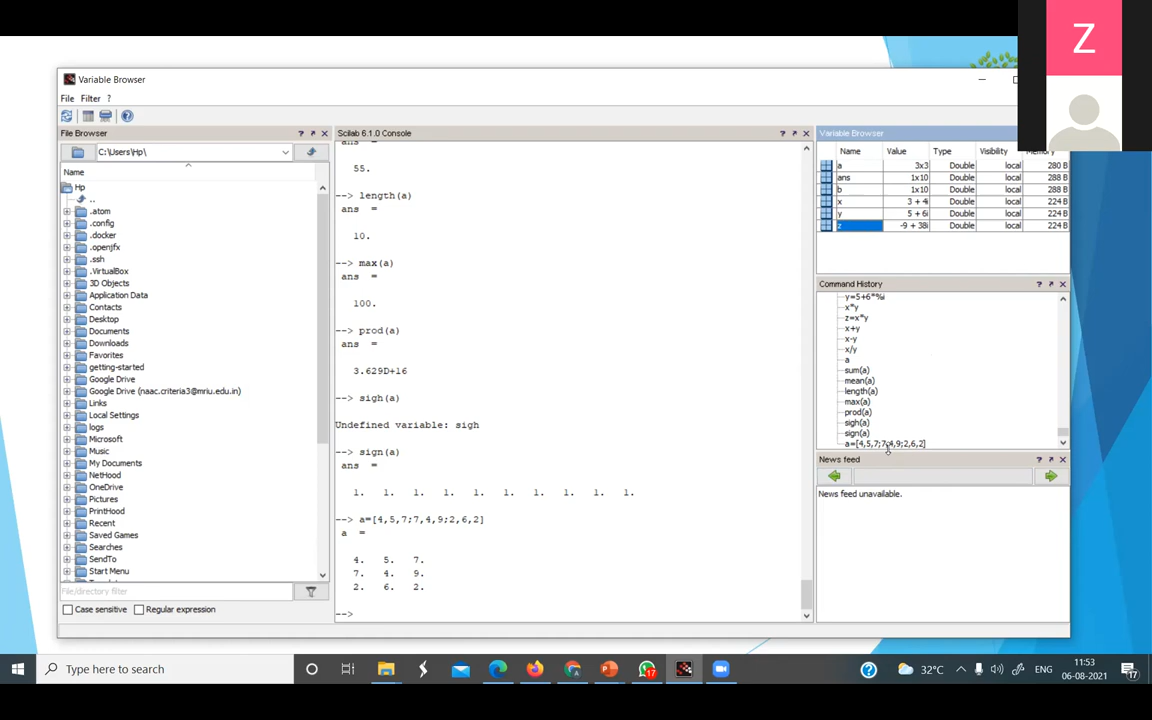 Z
Variable Browser
File Filter ?
File Browser
C:\Users\Hp\
Name
Hp
..
.atom
.config
.docker
.openjfx
.ssh
.VirtualBox
3D Objects
Application Data
Contacts
Desktop
Documents
Downloads
Favorites
getting-started
Google Drive
Google Drive (naac.criteria3@mriu.edu.in)
Links
Local Settings
logs
Microsoft
Music
My Documents
NetHood
OneDrive
Pictures
PrintHood
Recent
Saved Games
Searches
SendTo
Start Menu
File/directory filter
Case sensitive Regular expression
Scilab 6.1.0 Console
ans =
55.
--> length(a)
ans =
10.
--> max(a)
ans =
100.
--> prod(a)
ans =
3.629D+16
--> sigh(a)
Undefined variable: sigh
--> sign(a)
ans =
1. 1. 1. 1. 1. 1. 1. 1. 1. 1.
--> a=[4,5,7;7,4,9;2,6,2]
a =
4. 5. 7.
7. 4. 9.
2. 6. 2.
-->
Variable Browser
Name Value Type Visibility Memory
a 3x3 Double local 280 B
ans 1x10 Double local 288 B
b 1x10 Double local 288 B
x 3 + 4i Double local 224 B
y 5 + 6i Double local 224 B
z -9 + 38i Double local 224 B
Command History
y=5+6*%i
x*y
z=x*y
x+y
x-y
x/y
a
sum(a)
mean(a)
length(a)
max(a)
prod(a)
sigh(a)
sign(a)
a=[4,5,7;7,4,9;2,6,2]
News feed
News feed unavailable.
Type here to search
17
32°C
ENG
11:53
06-08-2021
17